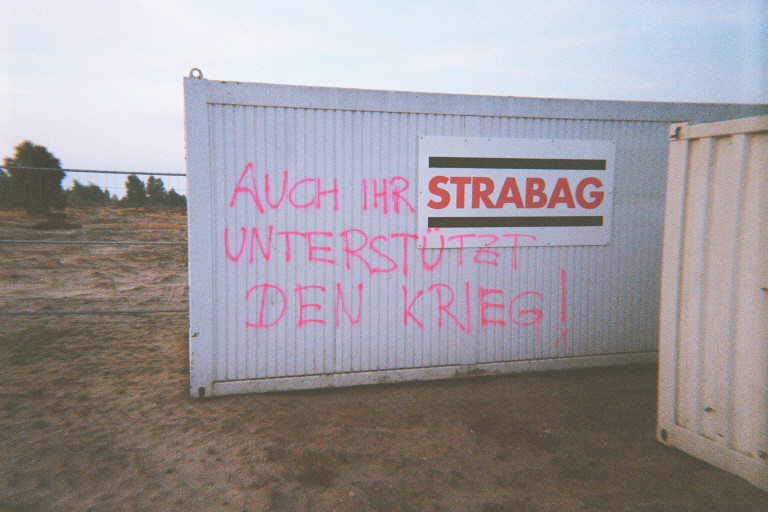 AUCH IHR
STRABAG
UNTERSTÜTZT
DEN KRIEG!